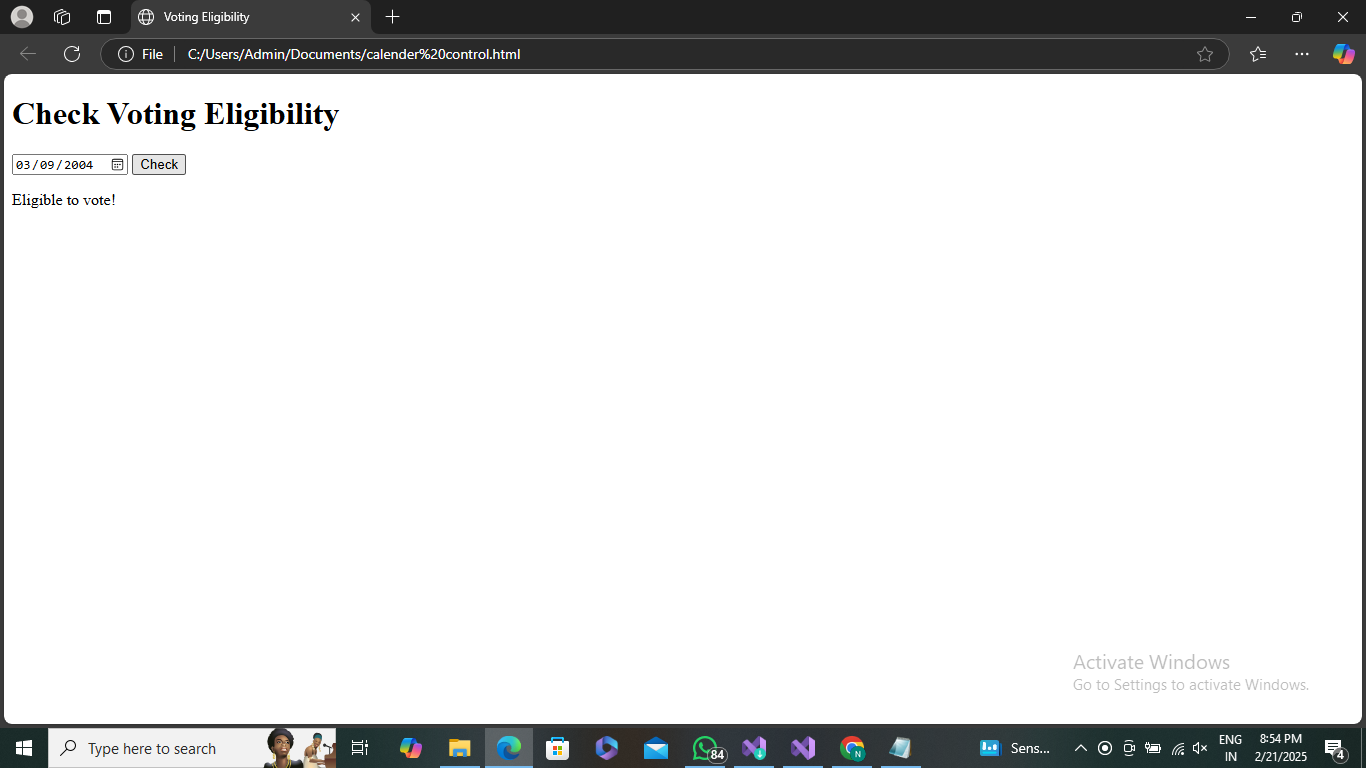 Voting Eligibility
File
C:/Users/Admin/Documents/calender%20control.html
Check Voting Eligibility
03/09/2004 Check
Eligible to vote!
Activate Windows
Go to Settings to activate Windows.
Type here to search
84
N
Sens...
ENG
IN
8:54 PM
2/21/2025
4